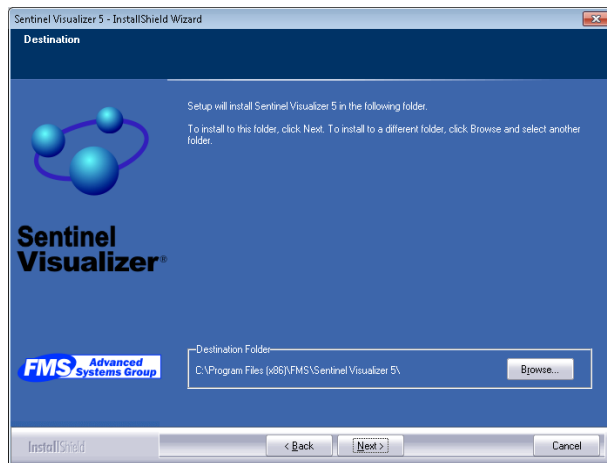 Sentinel Visualizer 5 - InstallShield Wizard
Destination
Setup will install Sentinel Visualizer 5 in the following folder.
To install to this folder, click Next. To install to a different folder, click Browse and select another
folder.
Sentinel
Visualizer®
FMS Advanced
Systems Group
Destination Folder
C:\Program Files (x86)\FMS\Sentinel Visualizer 5\
Browse...
InstallShield
< Back
Next >
Cancel